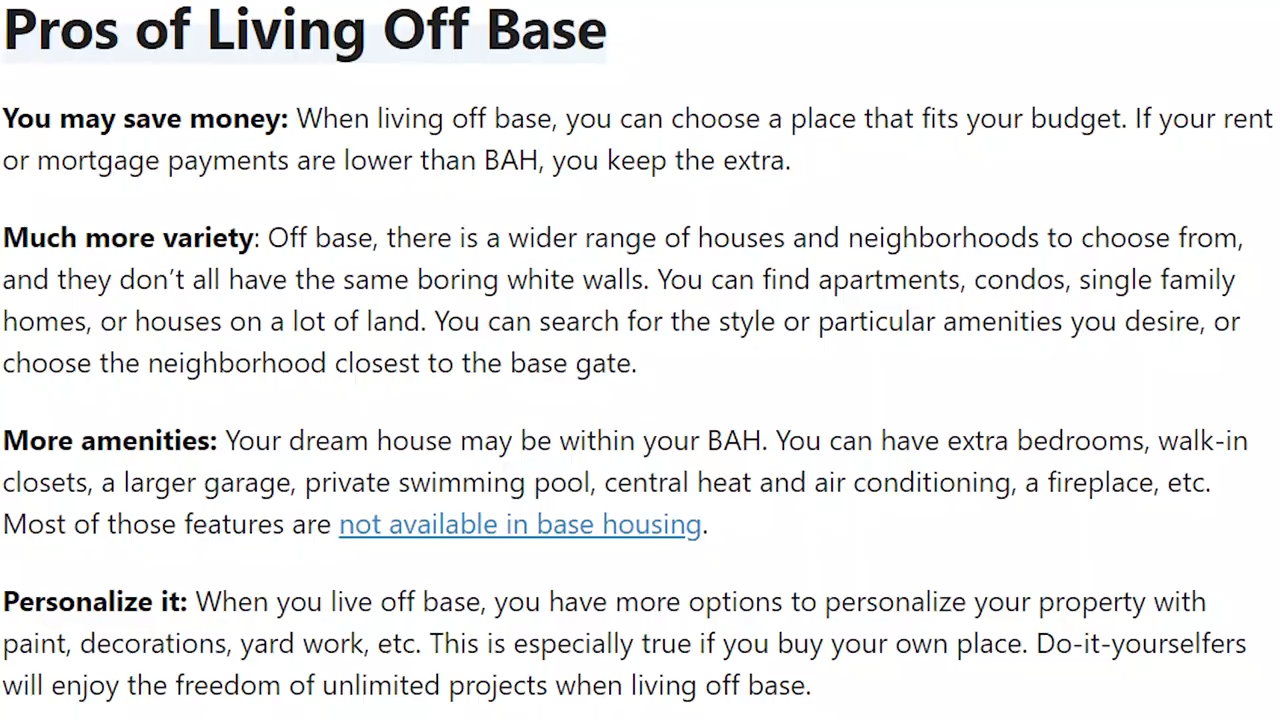 Pros of Living Off Base
You may save money: When living off base, you can choose a place that fits your budget. If your rent
or mortgage payments are lower than BAH, you keep the extra.
Much more variety: Off base, there is a wider range of houses and neighborhoods to choose from,
and they don’t all have the same boring white walls. You can find apartments, condos, single family
homes, or houses on a lot of land. You can search for the style or particular amenities you desire, or
choose the neighborhood closest to the base gate.
More amenities: Your dream house may be within your BAH. You can have extra bedrooms, walk-in
closets, a larger garage, private swimming pool, central heat and air conditioning, a fireplace, etc.
Most of those features are not available in base housing.
Personalize it: When you live off base, you have more options to personalize your property with
paint, decorations, yard work, etc. This is especially true if you buy your own place. Do-it-yourselfers
will enjoy the freedom of unlimited projects when living off base.